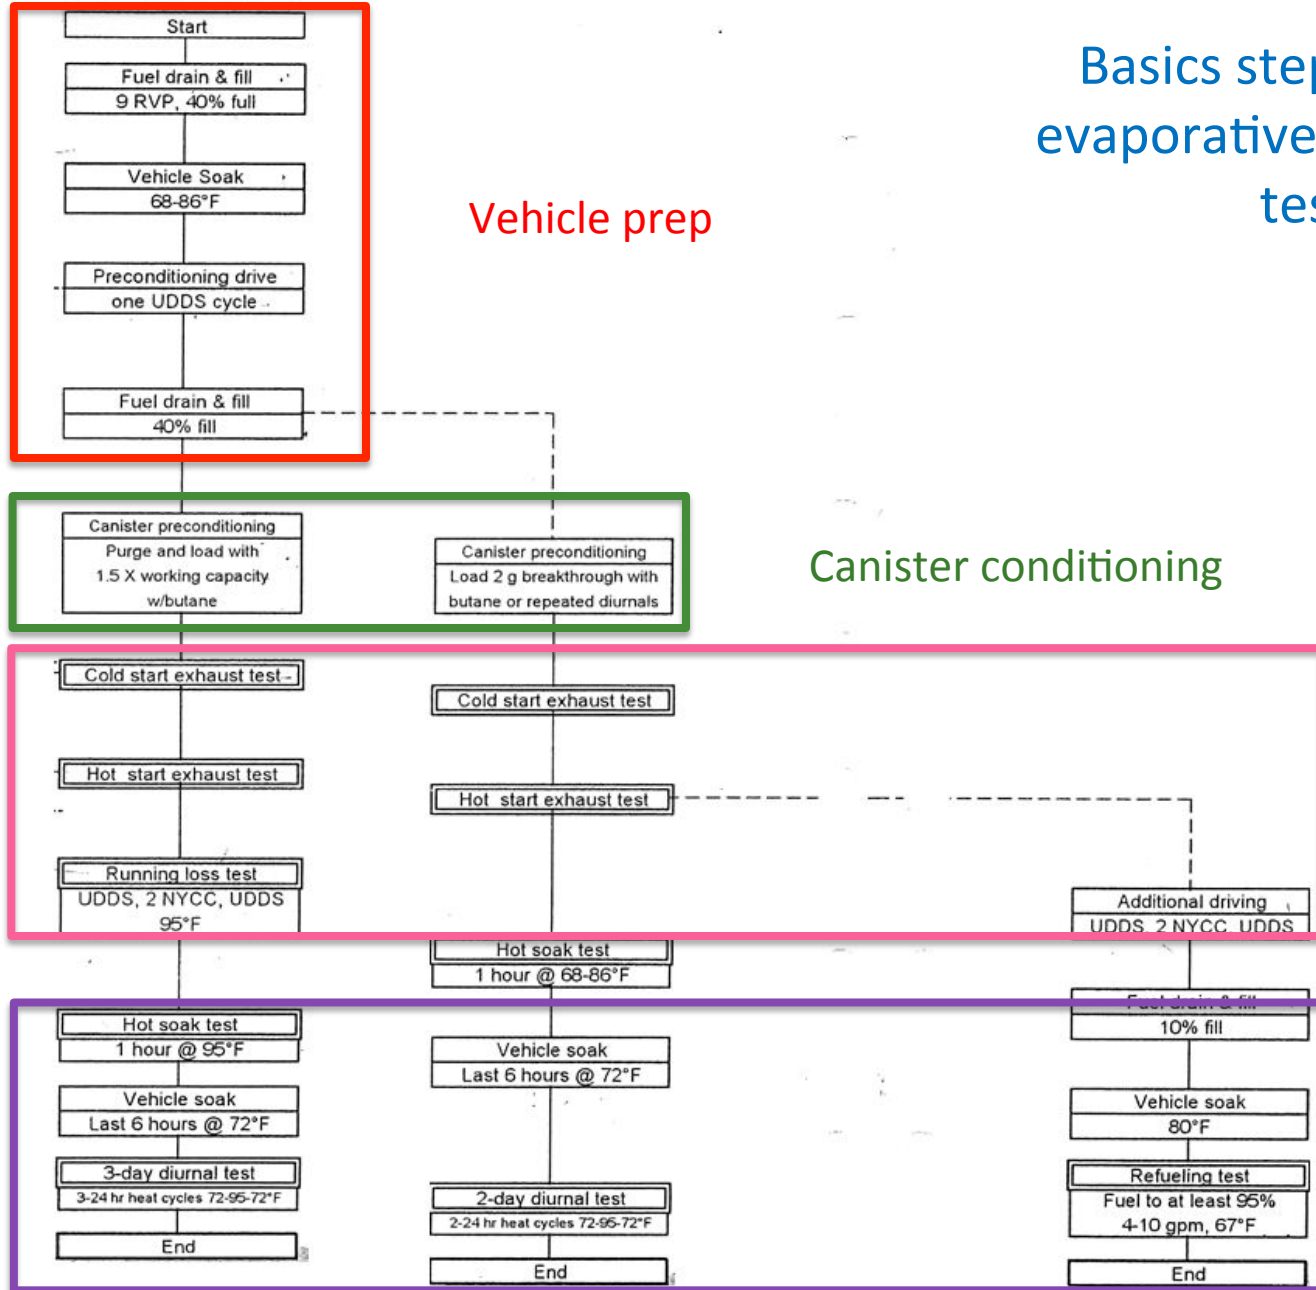 Basics step
evaporative
tes
Start
Fuel drain & fill
9 RVP, 40% full
Vehicle Soak
68-86°F
Vehicle prep
Preconditioning drive
one UDDS cycle
Fuel drain & fill
40% fill
Canister preconditioning
Purge and load with
1.5 X working capacity
w/butane
Canister preconditioning
Load 2 g breakthrough with
butane or repeated diurnals
Canister conditioning
Cold start exhaust test
Hot start exhaust test
Running loss test
UDDS, 2 NYCC, UDDS
95°F
Cold start exhaust test
Hot start exhaust test
Additional driving
UDDS, 2 NYCC, UDDS
Hot soak test
1 hour @ 68-86°F
Hot soak test
1 hour @ 95°F
Vehicle soak
Last 6 hours @ 72°F
3-day diurnal test
3-24 hr heat cycles 72-95-72°F
End
Vehicle soak
Last 6 hours @ 72°F
2-day diurnal test
2-24 hr heat cycles 72-95-72°F
End
Fuel drain & fill
10% fill
Vehicle soak
80°F
Refueling test
Fuel to at least 95%
4-10 gpm, 67°F
End